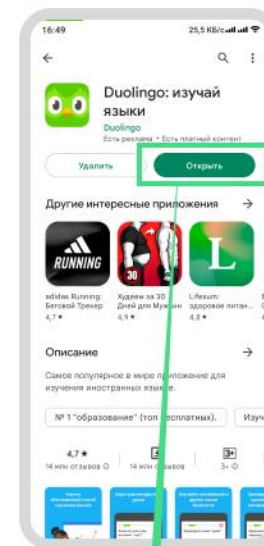 16:49 25,5 КБ/с
Duolingo: изучай
языки
Duolingo
Есть реклама • Есть платный контент
Удалить Открыть
Другие интересные приложения →
RUNNING 30 L
adidas Running: Худеем за 30 Lifesum:
Беговой Трекер Дней для Мужчин здоровое питан...
4,7★ 4,9★ 4,8★
Описание →
Самое популярное в мире приложение для
изучения иностранных языков.
№ 1 "образование" (топ бесплатных). Изуч
4,7★ 3+
14 млн отзывов 14 млн отзывов 3+